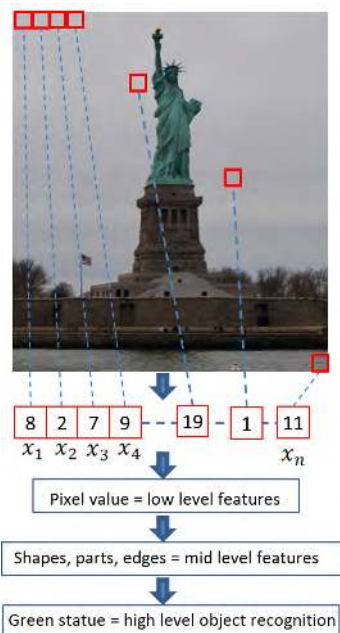 8 2 7 9 19 1 11
x₁ x₂ x₃ x₄ xₙ
Pixel value = low level features
Shapes, parts, edges = mid level features
Green statue = high level object recognition